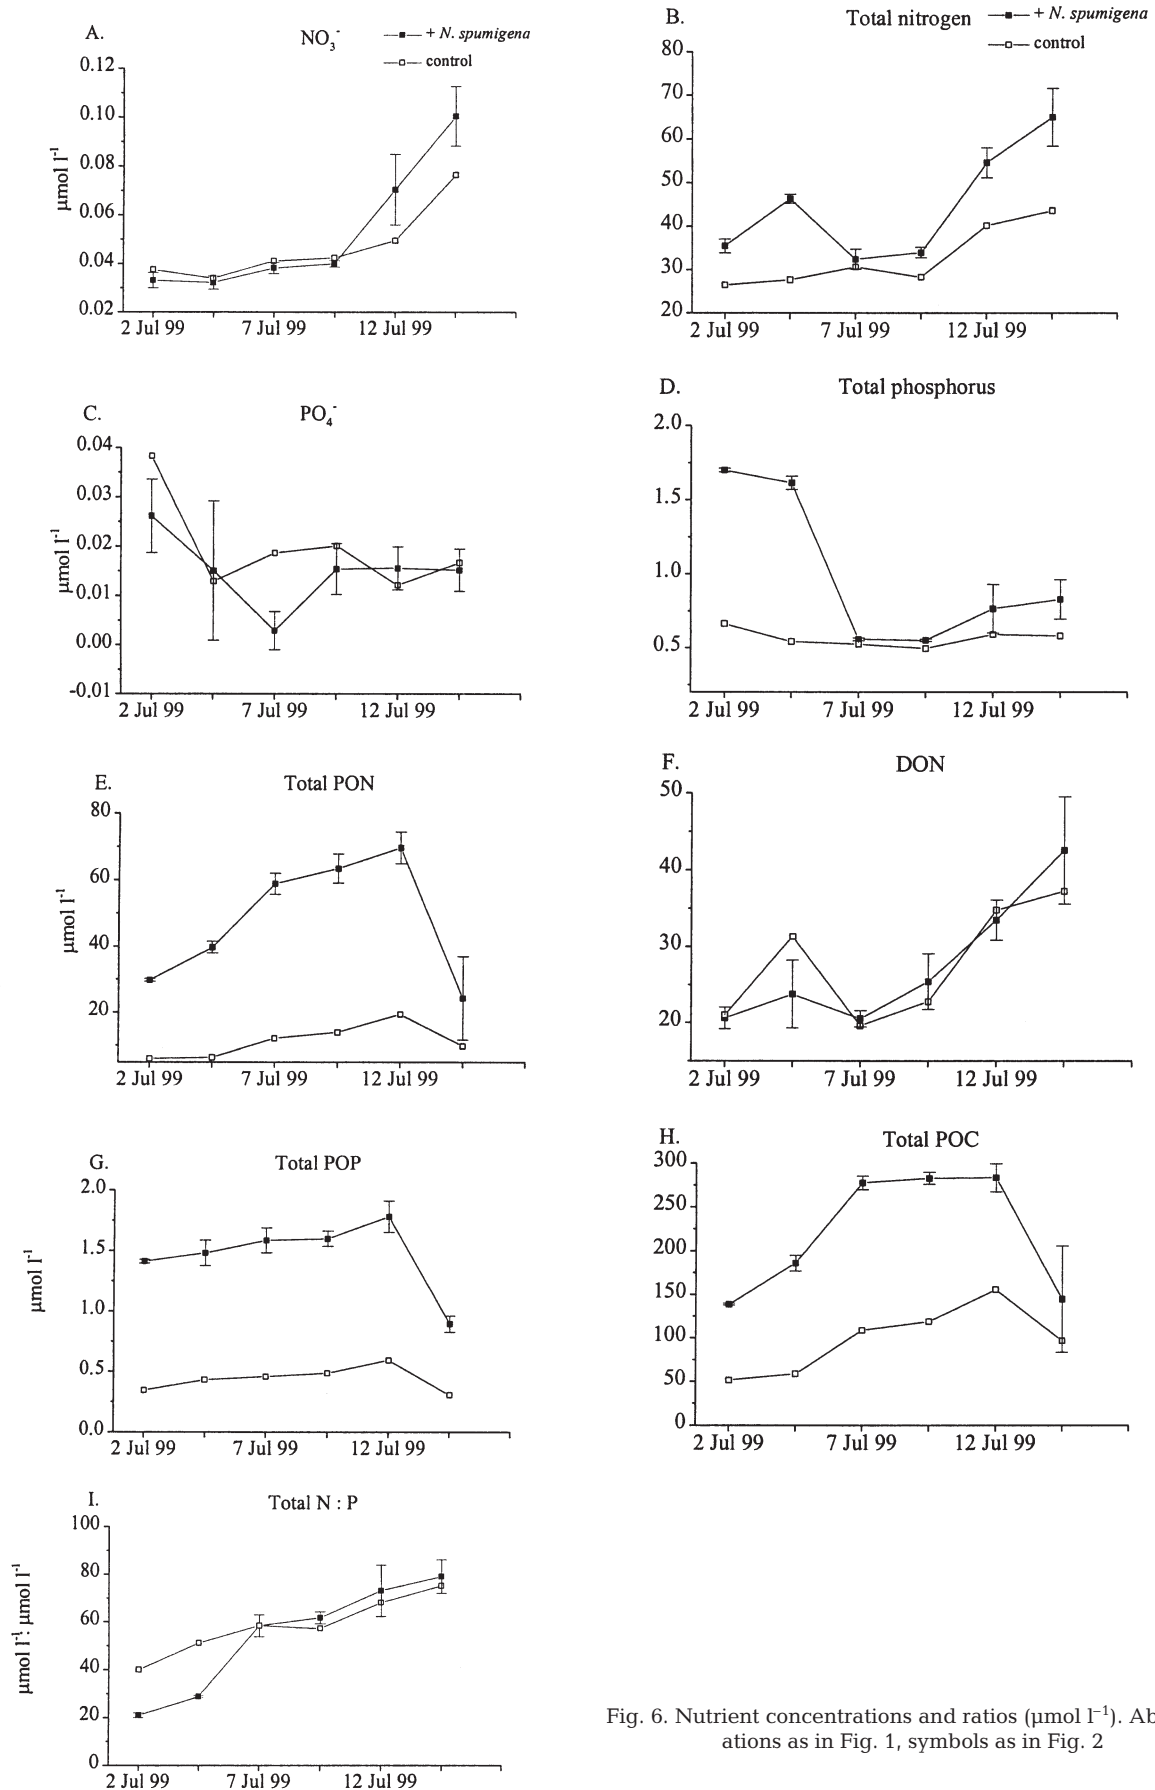 A.
NO3-
+ N. spumigena
control
0.12
0.10
0.08
0.06
0.04
0.02
µmol l-1
2 Jul 99
7 Jul 99
12 Jul 99
B.
Total nitrogen
+ N. spumigena
control
80
70
60
50
40
30
20
2 Jul 99
7 Jul 99
12 Jul 99
C.
PO4-
0.04
0.03
0.02
0.01
0.00
-0.01
µmol l-1
2 Jul 99
7 Jul 99
12 Jul 99
D.
Total phosphorus
2.0
1.5
1.0
0.5
2 Jul 99
7 Jul 99
12 Jul 99
E.
Total PON
80
60
40
20
µmol l-1
2 Jul 99
7 Jul 99
12 Jul 99
F.
DON
50
40
30
20
2 Jul 99
7 Jul 99
12 Jul 99
G.
Total POP
2.0
1.5
1.0
0.5
0.0
µmol l-1
2 Jul 99
7 Jul 99
12 Jul 99
H.
Total POC
300
250
200
150
100
50
0
2 Jul 99
7 Jul 99
12 Jul 99
I.
Total N : P
100
80
60
40
20
0
µmol l-1: µmol l-1
2 Jul 99
7 Jul 99
12 Jul 99
Fig. 6. Nutrient concentrations and ratios (µmol l−1). Ab
ations as in Fig. 1, symbols as in Fig. 2